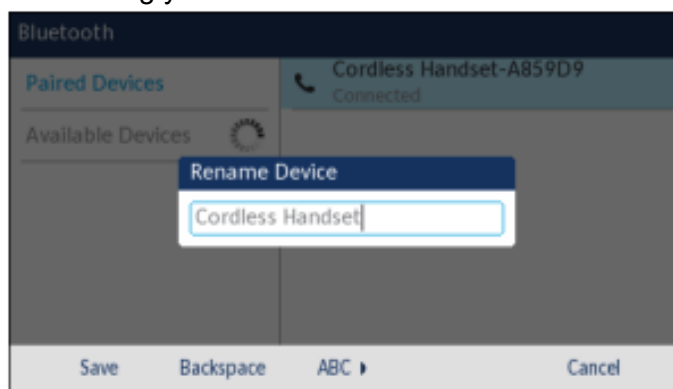 Bluetooth
Paired Devices
Cordless Handset-A859D9
Connected
Available Devices
Rename Device
Cordless Handset
Save Backspace ABC Cancel